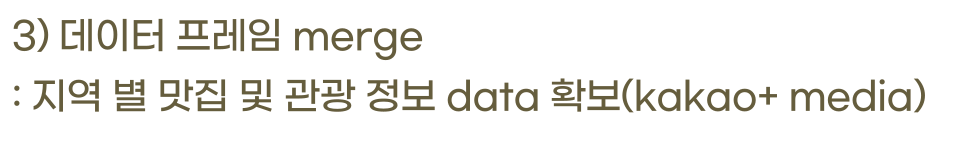 3) 데이터 프레임 merge
: 지역 별 맛집 및 관광 정보 data 확보(kakao+ media)